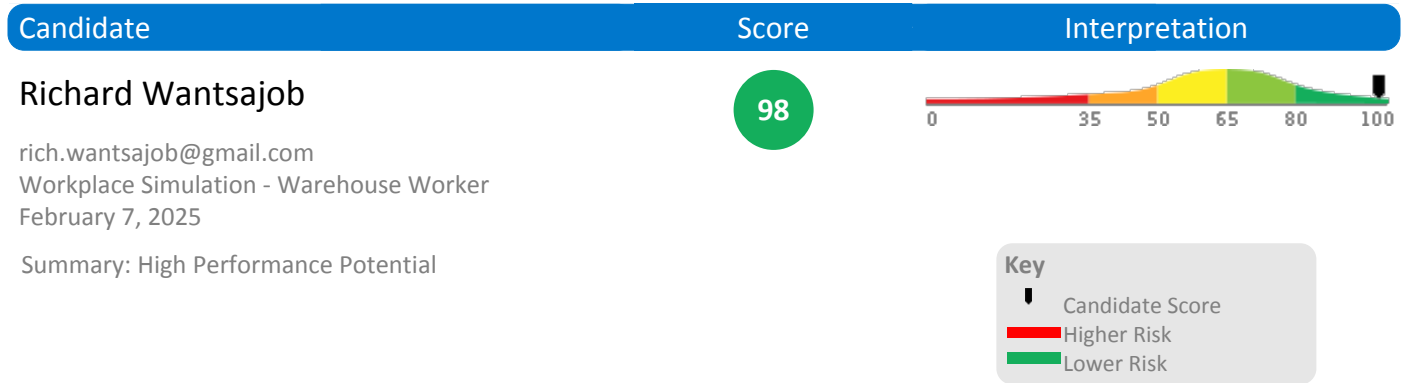 Candidate Score Interpretation
Richard Wantsajob
98
0 35 50 65 80 100
rich.wantsajob@gmail.com
Workplace Simulation - Warehouse Worker
February 7, 2025
Summary: High Performance Potential
Key
Candidate Score
Higher Risk
Lower Risk